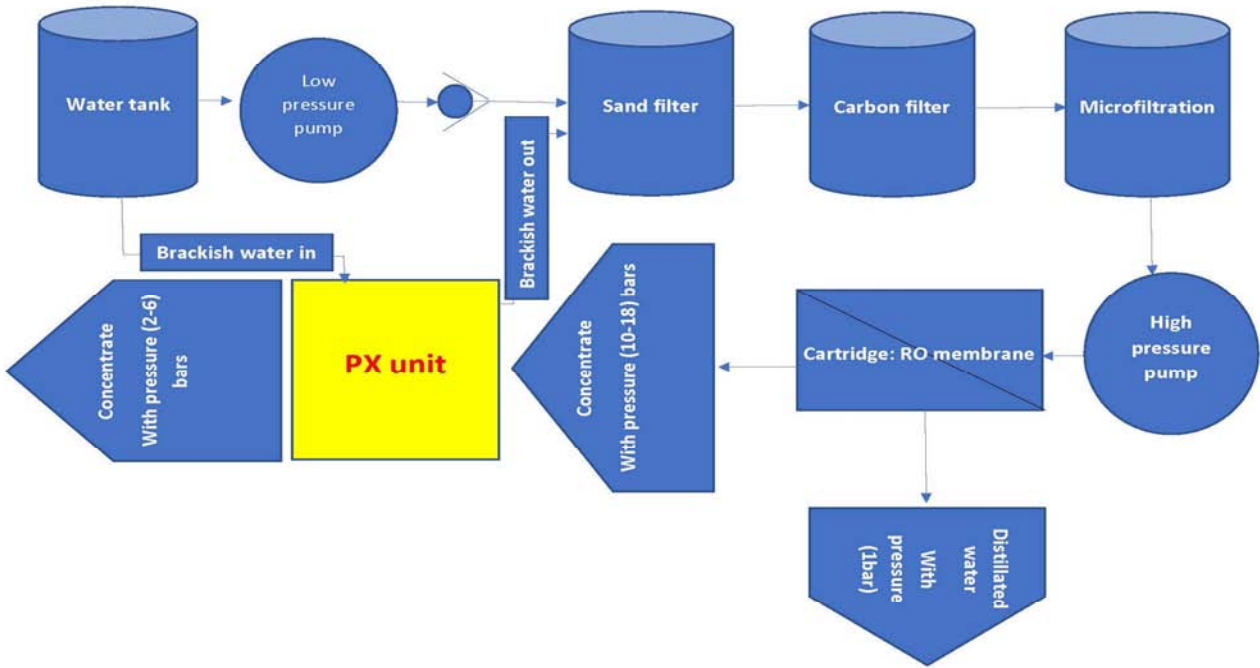 Water tank
Low
pressure
pump
Sand filter
Carbon filter
Microfiltration
Brackish water in
Brackish water out
Concentrate
With pressure (2-6)
bars
PX unit
Concentrate
With pressure (10-18) bars
Cartridge: RO membrane
High
pressure
pump
Distillated
water
With
pressure
(1bar)